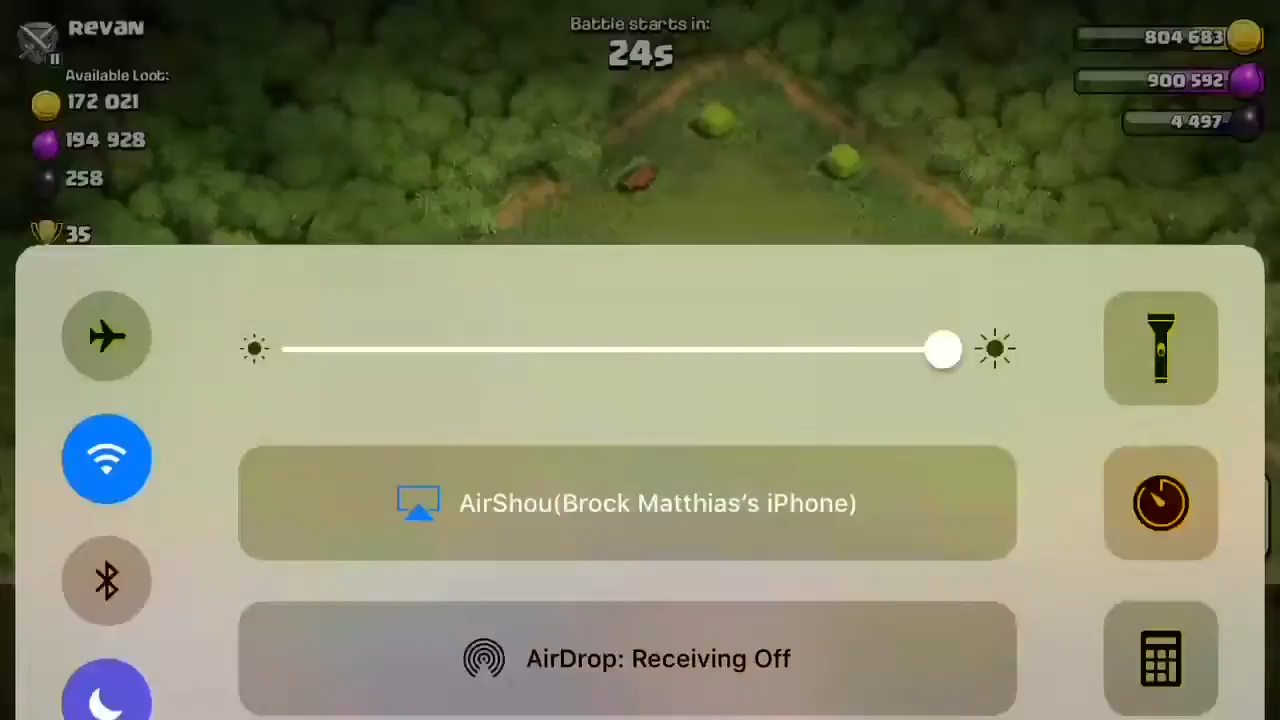 Revan
Battle starts in:
24s
Available Loot:
172 021
194 928
258
35
804 683
900 592
4 497
AirShou(Brock Matthias's iPhone)
AirDrop: Receiving Off